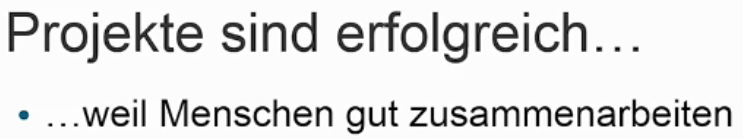 Projekte sind erfolgreich…
• …weil Menschen gut zusammenarbeiten